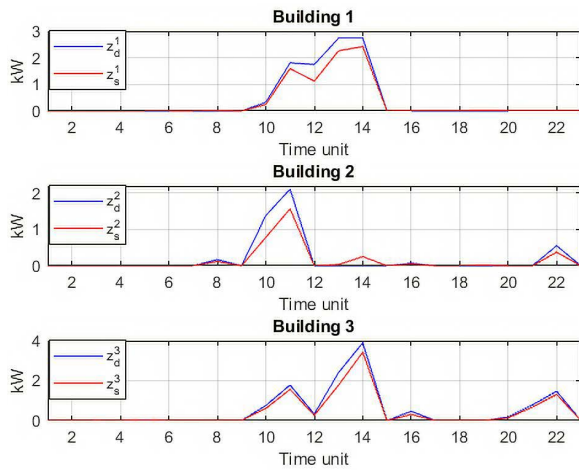 Building 1
3
2
1
0
kW
z_d^1
z_s^1
2 4 6 8 10 12 14 16 18 20 22
Time unit
Building 2
2
1
0
kW
z_d^2
z_s^2
2 4 6 8 10 12 14 16 18 20 22
Time unit
Building 3
4
2
0
kW
z_d^3
z_s^3
2 4 6 8 10 12 14 16 18 20 22
Time unit